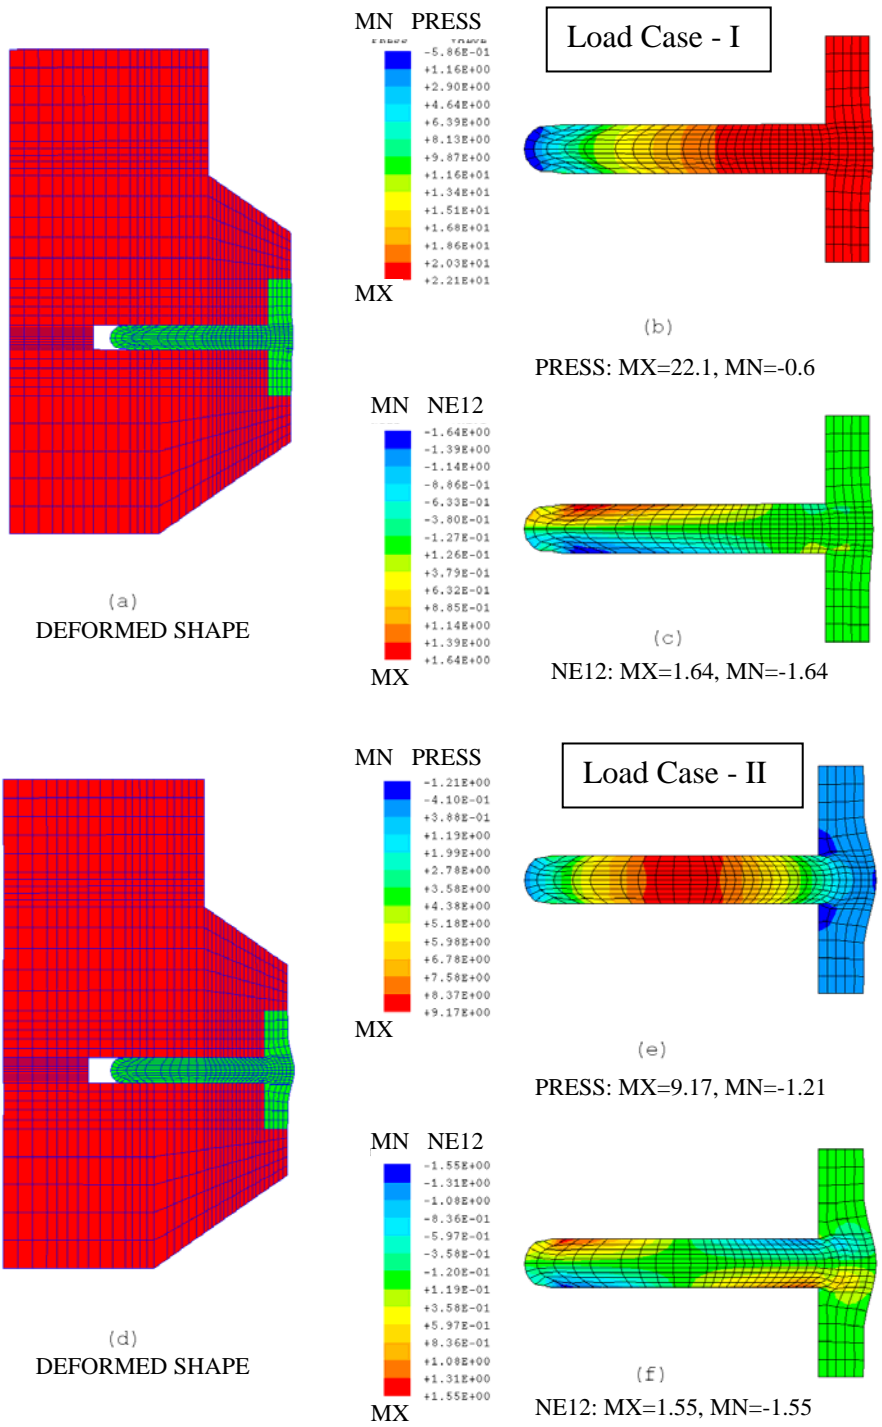 MN PRESS
Load Case - I
-5.86E-01
+1.16E+00
+2.90E+00
+4.64E+00
+6.39E+00
+8.13E+00
+9.87E+00
+1.16E+01
+1.34E+01
+1.51E+01
+1.68E+01
+1.86E+01
+2.03E+01
+2.21E+01
MX
(b)
PRESS: MX=22.1, MN=-0.6
(a)
DEFORMED SHAPE
MN NE12
-1.64E+00
-1.39E+00
-1.14E+00
-8.86E-01
-6.33E-01
-3.80E-01
-1.27E-01
+1.26E-01
+3.79E-01
+6.32E-01
+8.85E-01
+1.14E+00
+1.39E+00
+1.64E+00
MX
(c)
NE12: MX=1.64, MN=-1.64
MN PRESS
Load Case - II
-1.21E+00
-4.10E-01
+3.88E-01
+1.19E+00
+1.99E+00
+2.78E+00
+3.58E+00
+4.38E+00
+5.18E+00
+5.98E+00
+6.78E+00
+7.58E+00
+8.37E+00
+9.17E+00
MX
(e)
PRESS: MX=9.17, MN=-1.21
(d)
DEFORMED SHAPE
MN NE12
-1.55E+00
-1.31E+00
-1.08E+00
-8.36E-01
-5.97E-01
-3.58E-01
-1.20E-01
+1.19E-01
+3.58E-01
+5.97E-01
+8.36E-01
+1.08E+00
+1.31E+00
+1.55E+00
MX
(f)
NE12: MX=1.55, MN=-1.55